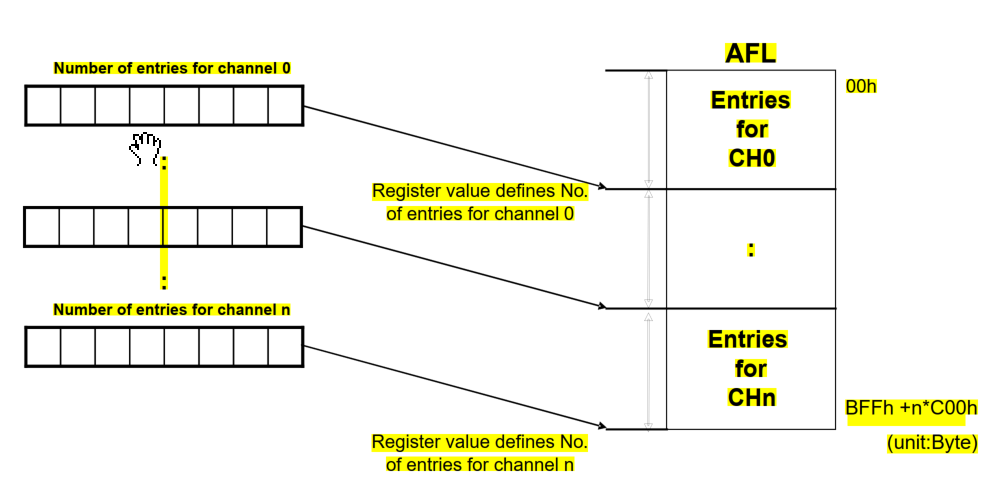 AFL
Number of entries for channel 0
00h
Entries
for
CH0
:
Register value defines No.
of entries for channel 0
:
:
Number of entries for channel n
Entries
for
CHn
BFFh +n*C00h
(unit:Byte)
Register value defines No.
of entries for channel n